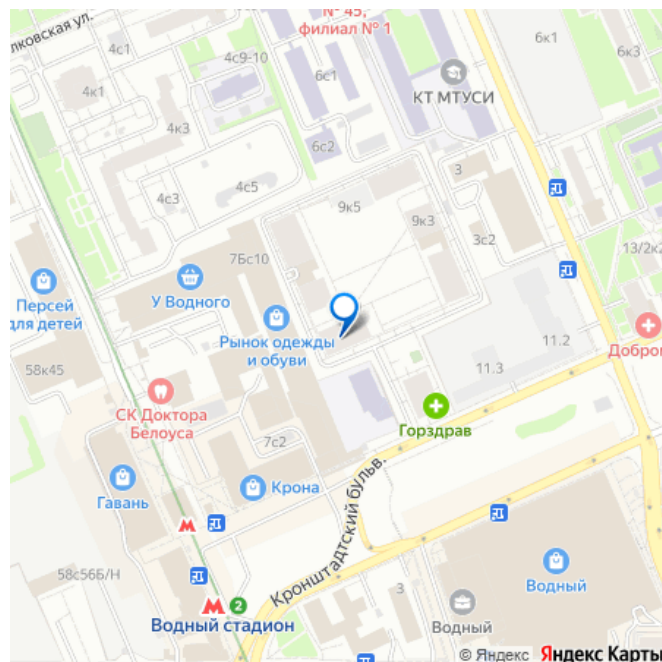 № 45,
филиал № 1
лковская ул.
4с1
4с9-10
6с1
6к1
6к3
4к1
КТ МТУСИ
4к3
6с2
3
4с3
4с5
9к5
9к3
3с2
13/2к2
7Бс10
У Водного
Персей
для детей
Рынок одежды
и обуви
11.2
Доброг
58к45
11.3
СК Доктора
Белоуса
Горздрав
7с2
Гавань
Крона
Кронштадтский бульв.
58с56Б/Н
3
Водный
2
Водный стадион
Водный
© Яндекс Яндекс Карты